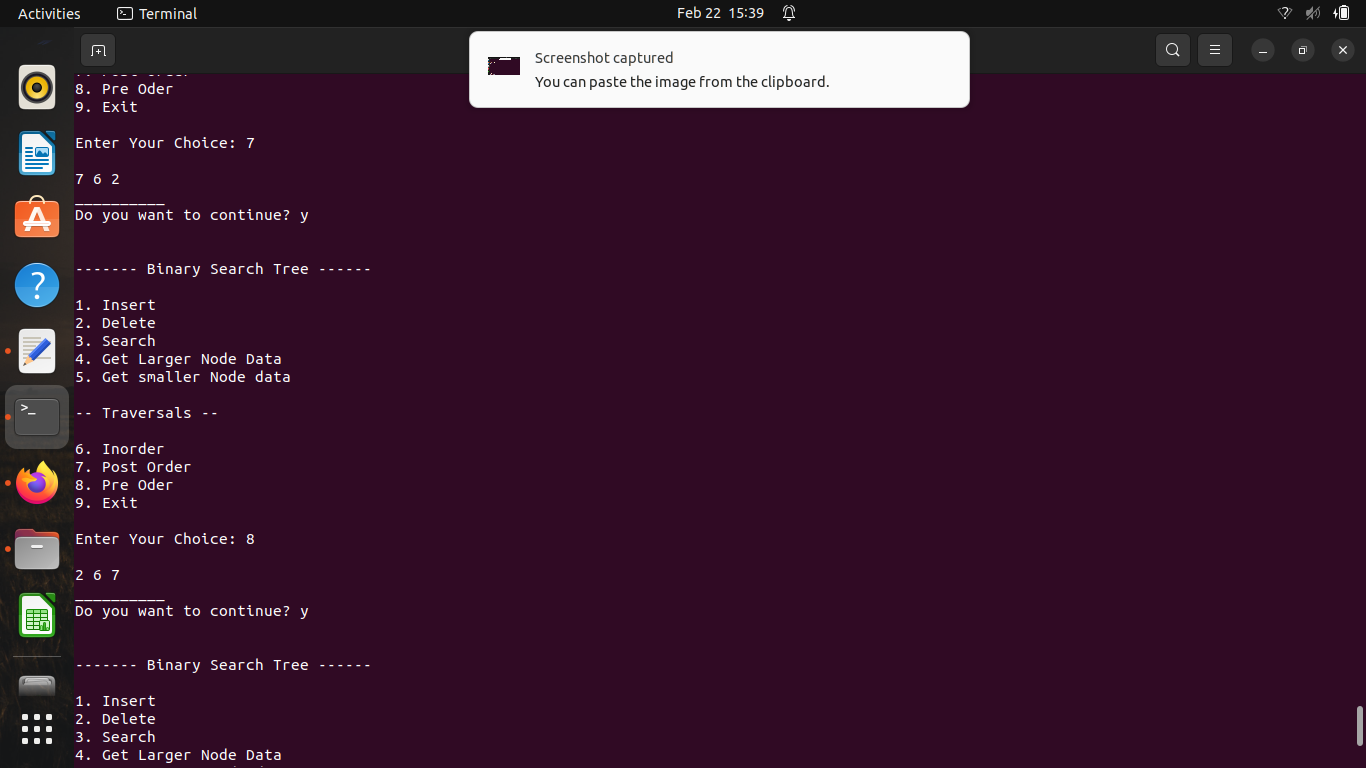 Activities
Terminal
Feb 22 15:39
Screenshot captured
You can paste the image from the clipboard.
8. Pre Oder
9. Exit
Enter Your Choice: 7
7 6 2
__________
Do you want to continue? y
------- Binary Search Tree ------
1. Insert
2. Delete
3. Search
4. Get Larger Node Data
5. Get smaller Node data
-- Traversals --
6. Inorder
7. Post Order
8. Pre Oder
9. Exit
Enter Your Choice: 8
2 6 7
__________
Do you want to continue? y
------- Binary Search Tree ------
1. Insert
2. Delete
3. Search
4. Get Larger Node Data